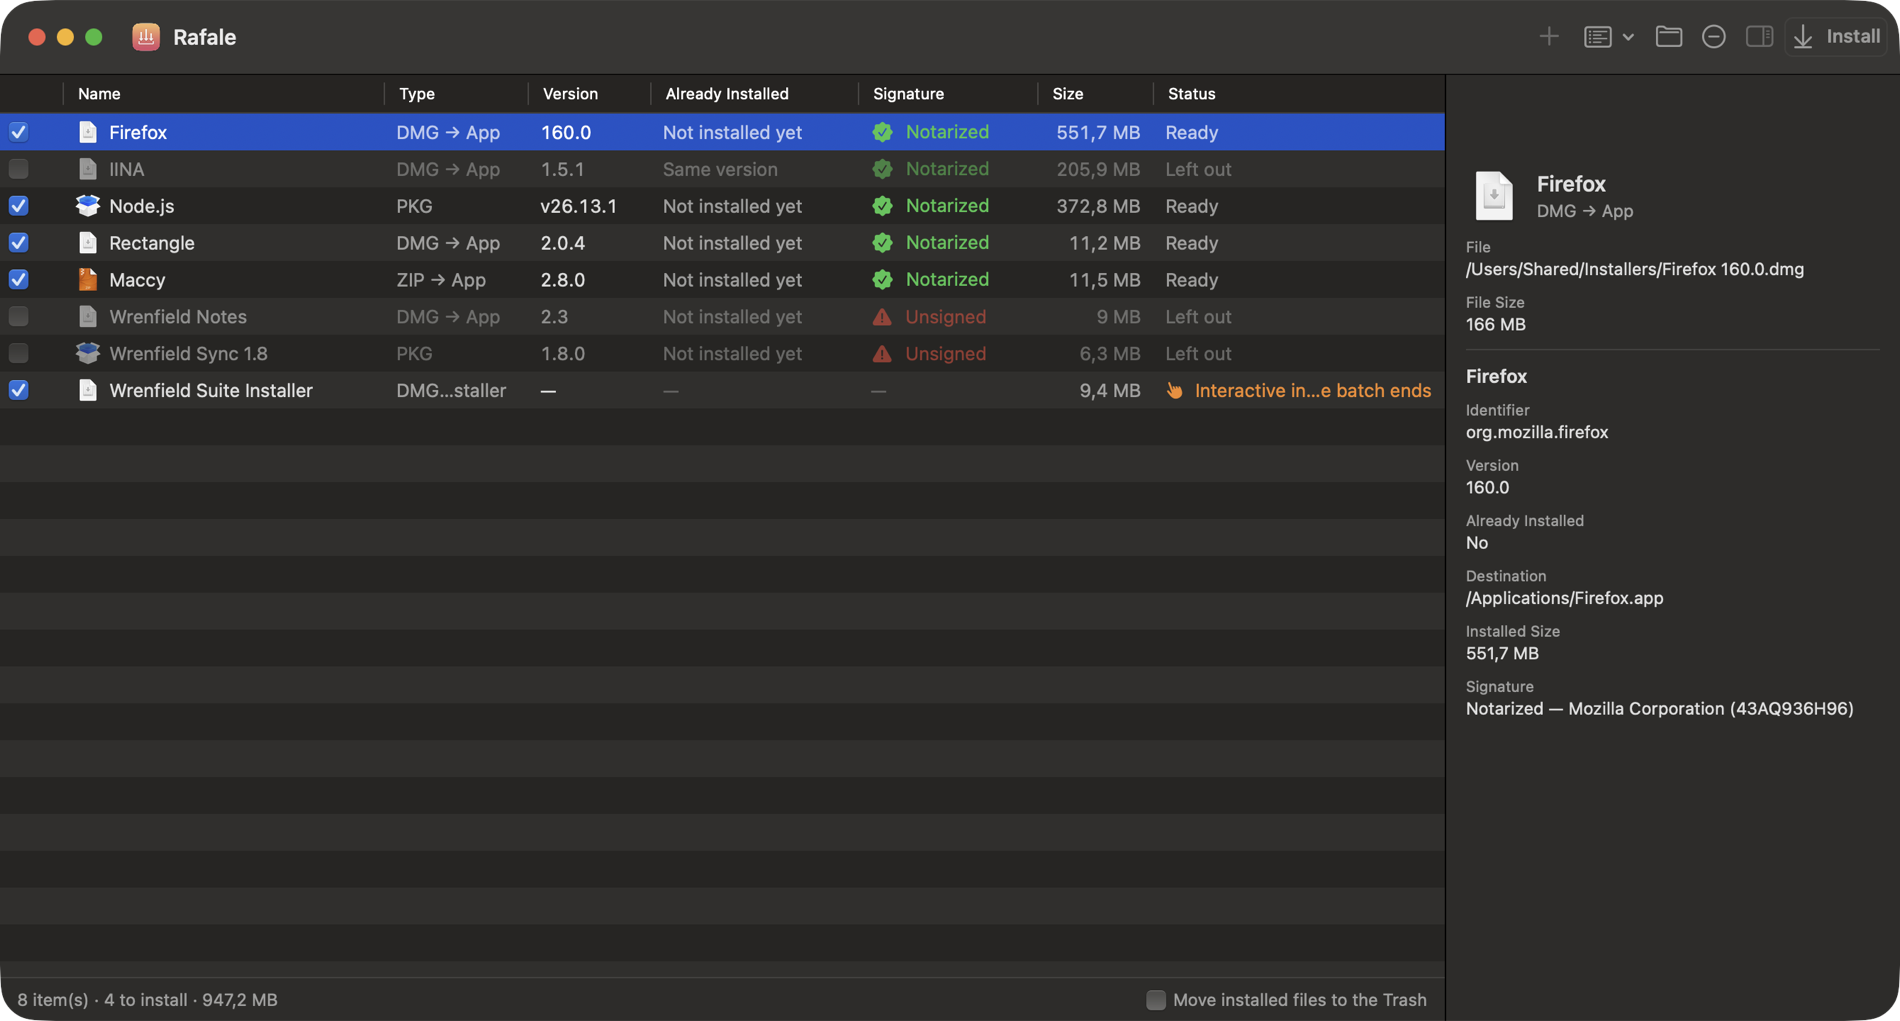 Rafale
Install
Name Type Version Already Installed Signature Size Status
Firefox DMG → App 160.0 Not installed yet Notarized 551,7 MB Ready
IINA DMG → App 1.5.1 Same version Notarized 205,9 MB Left out
Node.js PKG v26.13.1 Not installed yet Notarized 372,8 MB Ready
Rectangle DMG → App 2.0.4 Not installed yet Notarized 11,2 MB Ready
Maccy ZIP → App 2.8.0 Not installed yet Notarized 11,5 MB Ready
Wrenfield Notes DMG → App 2.3 Not installed yet Unsigned 9 MB Left out
Wrenfield Sync 1.8 PKG 1.8.0 Not installed yet Unsigned 6,3 MB Left out
Wrenfield Suite Installer DMG...staller — — — 9,4 MB Interactive in...e batch ends
8 item(s) · 4 to install · 947,2 MB
Move installed files to the Trash
Firefox
DMG → App
File
/Users/Shared/Installers/Firefox 160.0.dmg
File Size
166 MB
Firefox
Identifier
org.mozilla.firefox
Version
160.0
Already Installed
No
Destination
/Applications/Firefox.app
Installed Size
551,7 MB
Signature
Notarized — Mozilla Corporation (43AQ936H96)